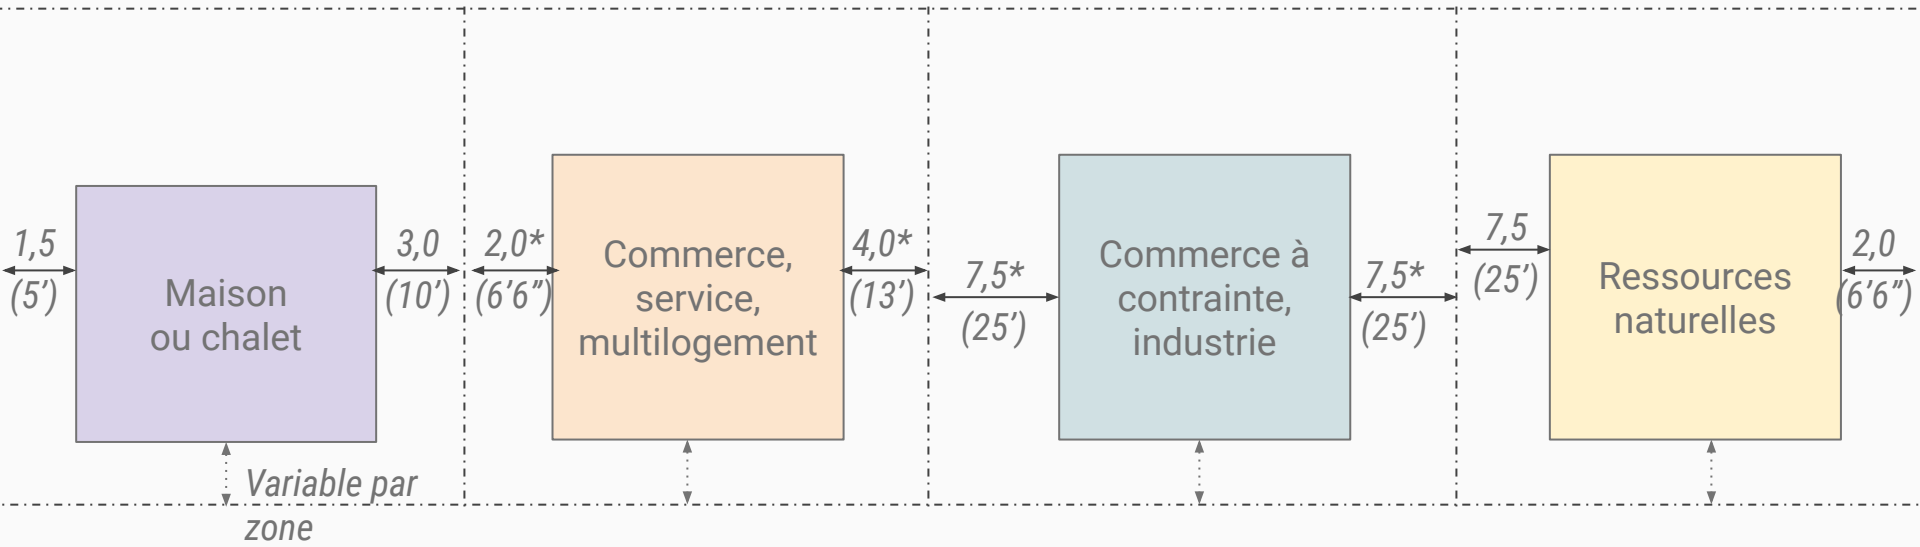 1,5
(5’)
Maison
ou chalet
3,0
(10’)
Variable par
zone
2,0*
(6’6”)
Commerce,
service,
multilogement
4,0*
(13’)
7,5*
(25’)
Commerce à
contrainte,
industrie
7,5*
(25’)
7,5
(25’)
Ressources
naturelles
2,0
(6’6”)